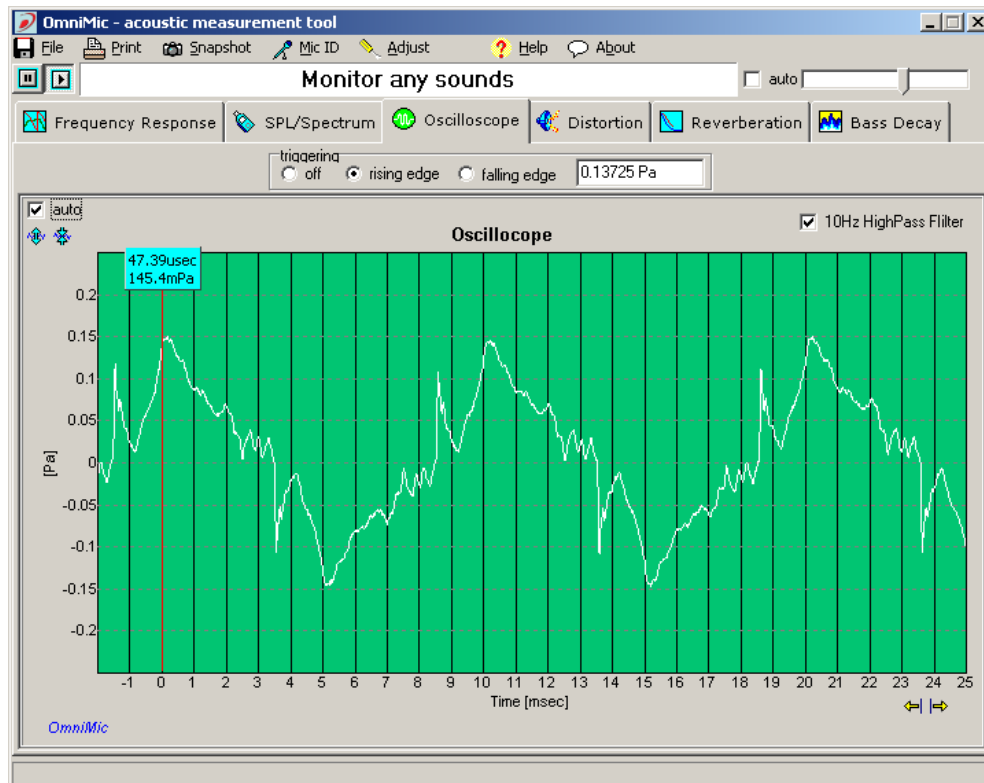 OmniMic - acoustic measurement tool
File Print Snapshot Mic ID Adjust Help About
Monitor any sounds
auto
Frequency Response SPL/Spectrum Oscilloscope Distortion Reverberation Bass Decay
triggering
off rising edge falling edge 0.13725 Pa
auto
10Hz HighPass FIilter
Oscillocope
47.39usec
145.4mPa
0.2
0.15
0.1
0.05
0
-0.05
-0.1
-0.15
-0.2
[Pa]
-1 0 1 2 3 4 5 6 7 8 9 10 11 12 13 14 15 16 17 18 19 20 21 22 23 24 25
Time [msec]
OmniMic